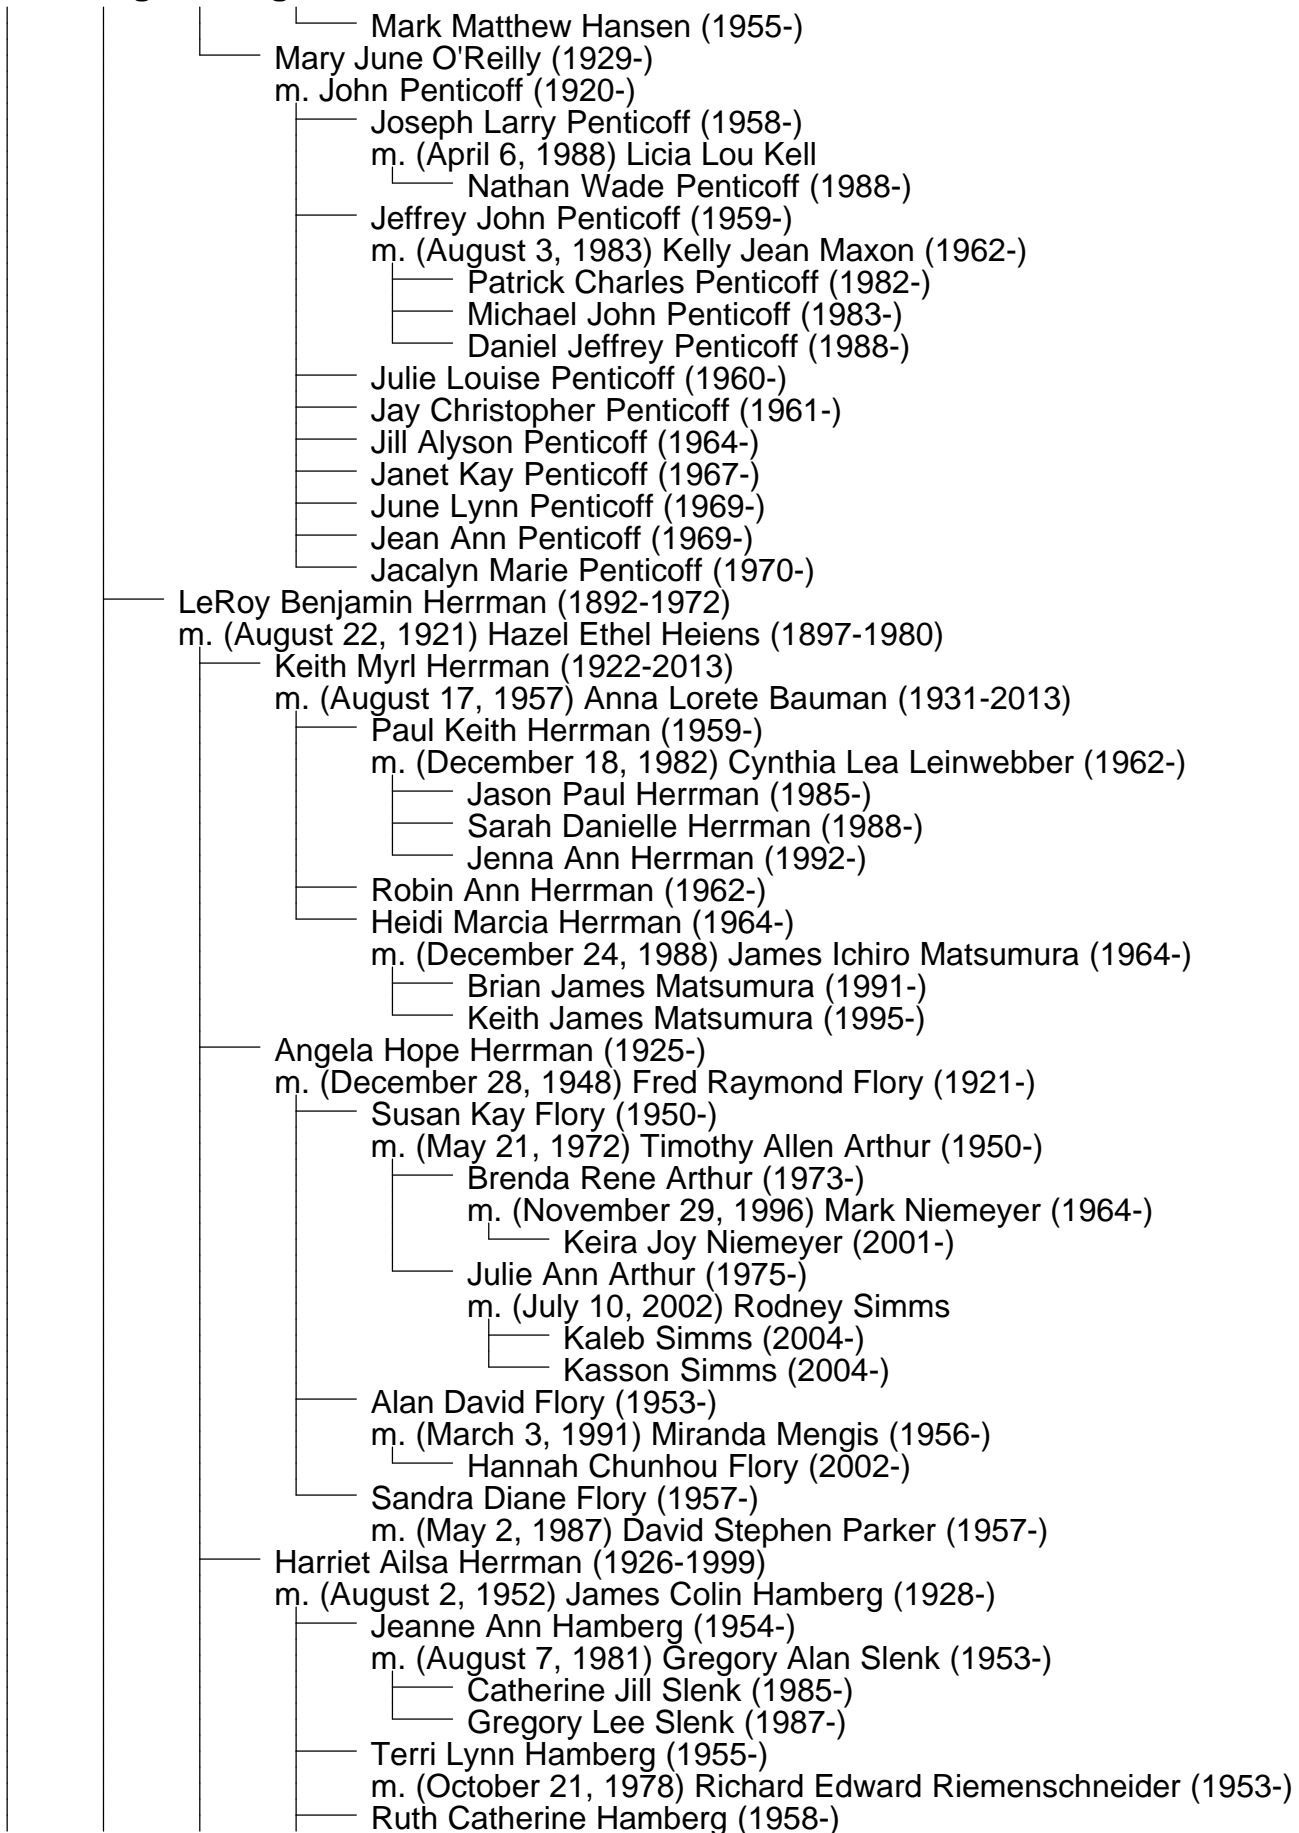 Mark Matthew Hansen (1955-)
Mary June O'Reilly (1929-)
m. John Penticoff (1920-)
Joseph Larry Penticoff (1958-)
m. (April 6, 1988) Licia Lou Kell
Nathan Wade Penticoff (1988-)
Jeffrey John Penticoff (1959-)
m. (August 3, 1983) Kelly Jean Maxon (1962-)
Patrick Charles Penticoff (1982-)
Michael John Penticoff (1983-)
Daniel Jeffrey Penticoff (1988-)
Julie Louise Penticoff (1960-)
Jay Christopher Penticoff (1961-)
Jill Alyson Penticoff (1964-)
Janet Kay Penticoff (1967-)
June Lynn Penticoff (1969-)
Jean Ann Penticoff (1969-)
Jacalyn Marie Penticoff (1970-)
LeRoy Benjamin Herrman (1892-1972)
m. (August 22, 1921) Hazel Ethel Heiens (1897-1980)
Keith Myrl Herrman (1922-2013)
m. (August 17, 1957) Anna Lorete Bauman (1931-2013)
Paul Keith Herrman (1959-)
m. (December 18, 1982) Cynthia Lea Leinwebber (1962-)
Jason Paul Herrman (1985-)
Sarah Danielle Herrman (1988-)
Jenna Ann Herrman (1992-)
Robin Ann Herrman (1962-)
Heidi Marcia Herrman (1964-)
m. (December 24, 1988) James Ichiro Matsumura (1964-)
Brian James Matsumura (1991-)
Keith James Matsumura (1995-)
Angela Hope Herrman (1925-)
m. (December 28, 1948) Fred Raymond Flory (1921-)
Susan Kay Flory (1950-)
m. (May 21, 1972) Timothy Allen Arthur (1950-)
Brenda Rene Arthur (1973-)
m. (November 29, 1996) Mark Niemeyer (1964-)
Keira Joy Niemeyer (2001-)
Julie Ann Arthur (1975-)
m. (July 10, 2002) Rodney Simms
Kaleb Simms (2004-)
Kasson Simms (2004-)
Alan David Flory (1953-)
m. (March 3, 1991) Miranda Mengis (1956-)
Hannah Chunhou Flory (2002-)
Sandra Diane Flory (1957-)
m. (May 2, 1987) David Stephen Parker (1957-)
Harriet Ailsa Herrman (1926-1999)
m. (August 2, 1952) James Colin Hamberg (1928-)
Jeanne Ann Hamberg (1954-)
m. (August 7, 1981) Gregory Alan Slenk (1953-)
Catherine Jill Slenk (1985-)
Gregory Lee Slenk (1987-)
Terri Lynn Hamberg (1955-)
m. (October 21, 1978) Richard Edward Riemenschneider (1953-)
Ruth Catherine Hamberg (1958-)